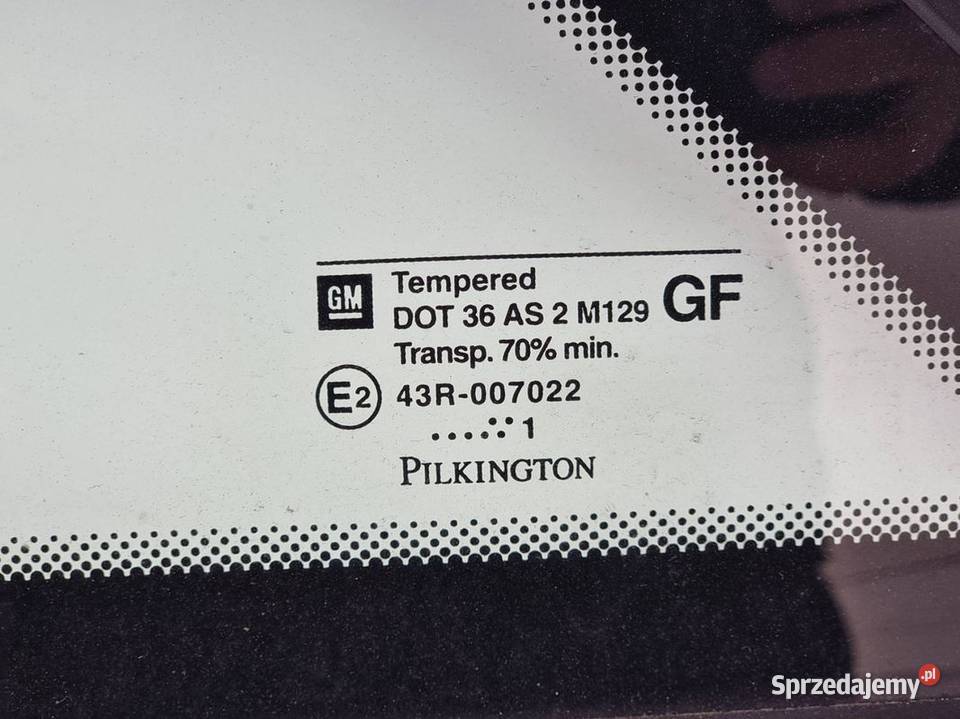 GM Tempered GF
DOT 36 AS 2 M129
Transp. 70% min.
E2 43R-007022
.......1
PILKINGTON
Sprzedajemy.pl